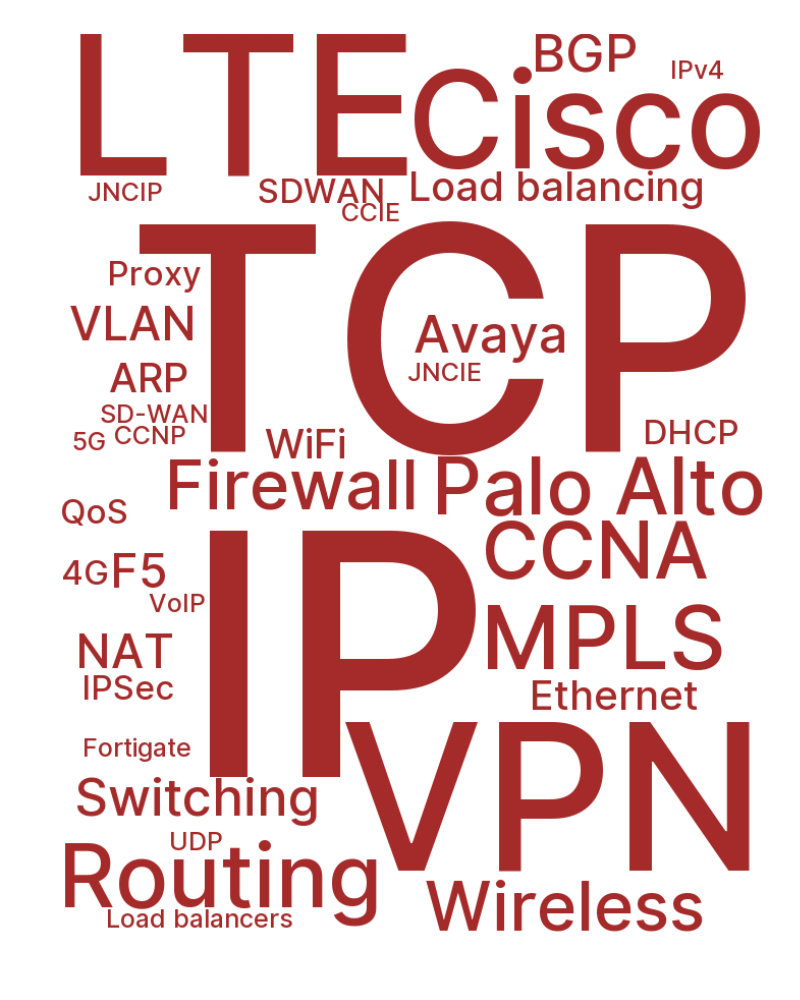 LTE
Cisco
BGP
IPv4
JNCIP
SDWAN
CCIE
Load balancing
TCP
Proxy
VLAN
Avaya
JNCIE
ARP
SD-WAN
5G
CCNP
WiFi
DHCP
Firewall
Palo Alto
QoS
IP
CCNA
4G
F5
VoIP
MPLS
NAT
IPSec
Ethernet
Fortigate
VPN
Switching
UDP
Routing
Load balancers
Wireless